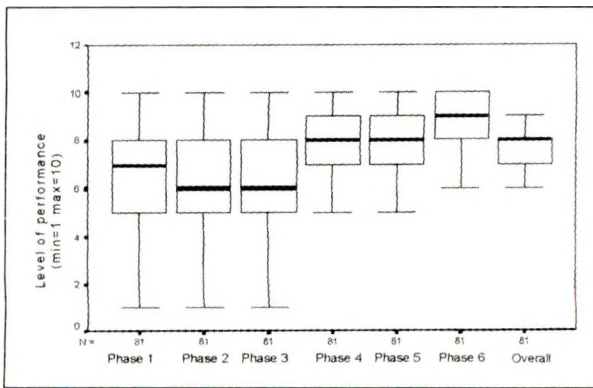 Level of performance
(min=1 max=10)
12
10
8
6
4
2
0
N = 81 81 81 81 81 81 81
Phase 1 Phase 2 Phase 3 Phase 4 Phase 5 Phase 6 Overall